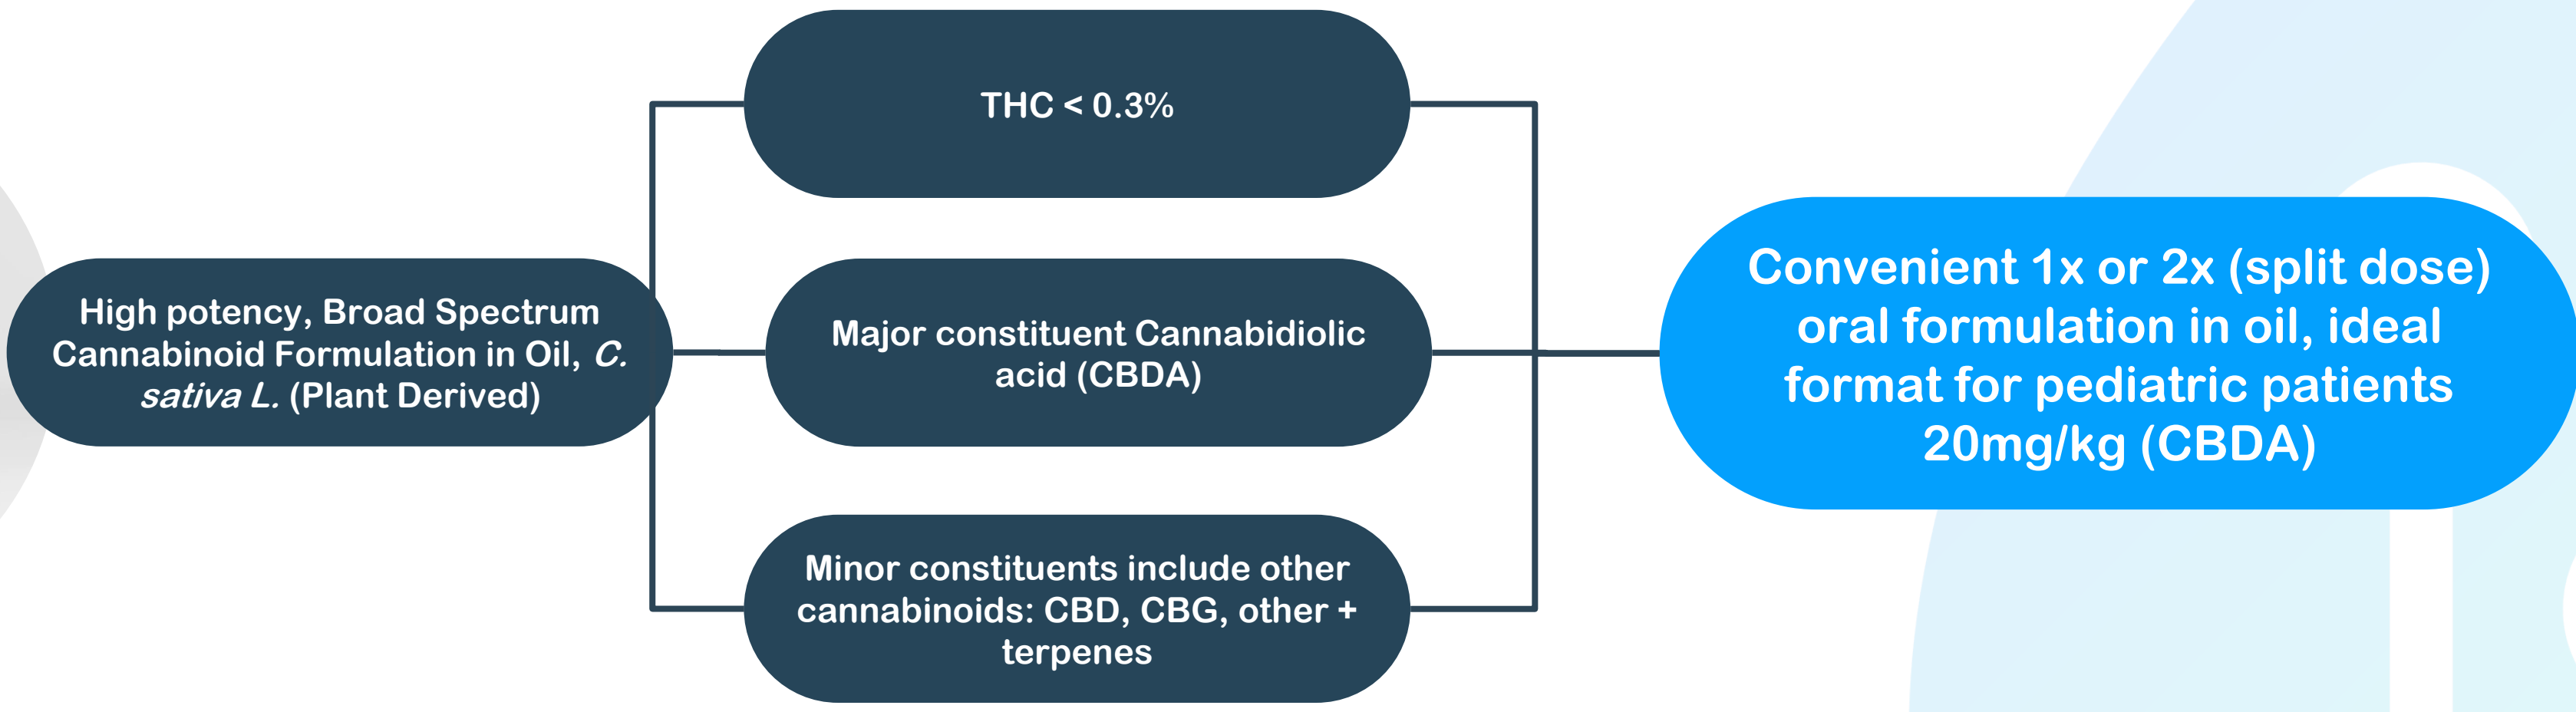 High potency, Broad Spectrum
Cannabinoid Formulation in Oil, C.
sativa L. (Plant Derived)
THC < 0.3%
Major constituent Cannabidiolic
acid (CBDA)
Minor constituents include other
cannabinoids: CBD, CBG, other +
terpenes
Convenient 1x or 2x (split dose)
oral formulation in oil, ideal
format for pediatric patients
20mg/kg (CBDA)